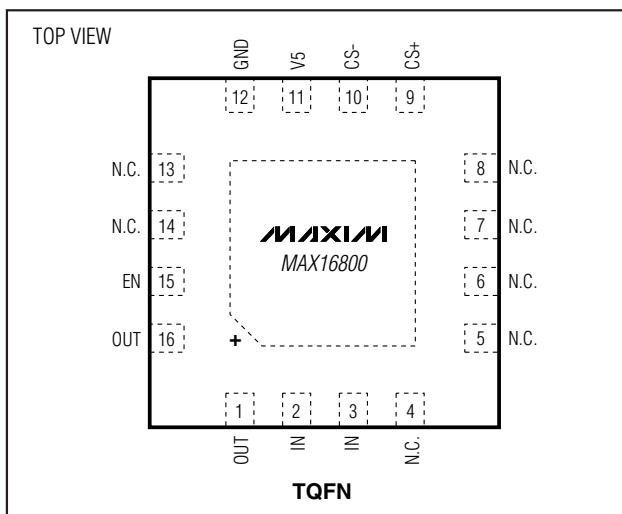 TOP VIEW
GND V5 CS- CS+
12 11 10 9
N.C. 13 8 N.C.
N.C. 14 7 N.C.
MAXIM
MAX16800
EN 15 6 N.C.
OUT 16 5 N.C.
+
1 2 3 4
OUT IN IN N.C.
TQFN